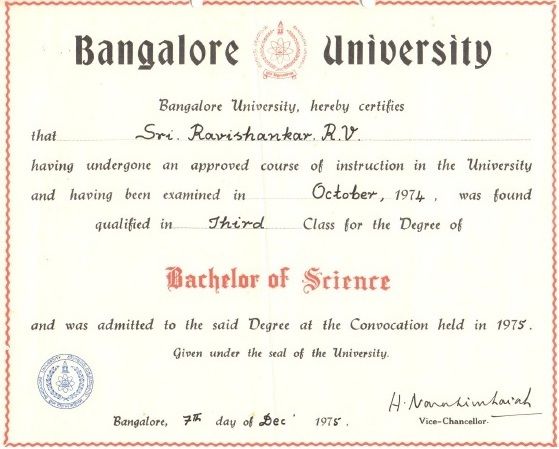 Bangalore University
Bangalore University, hereby certifies
that Sri. Ravishankar. R.V.
having undergone an approved course of instruction in the University
and having been examined in October, 1974, was found
qualified in Third Class for the Degree of
Bachelor of Science
and was admitted to the said Degree at the Convocation held in 1975.
Given under the seal of the University.
H. Narasimhaiah
Bangalore, 7th day of Dec 1975.
Vice-Chancellor.